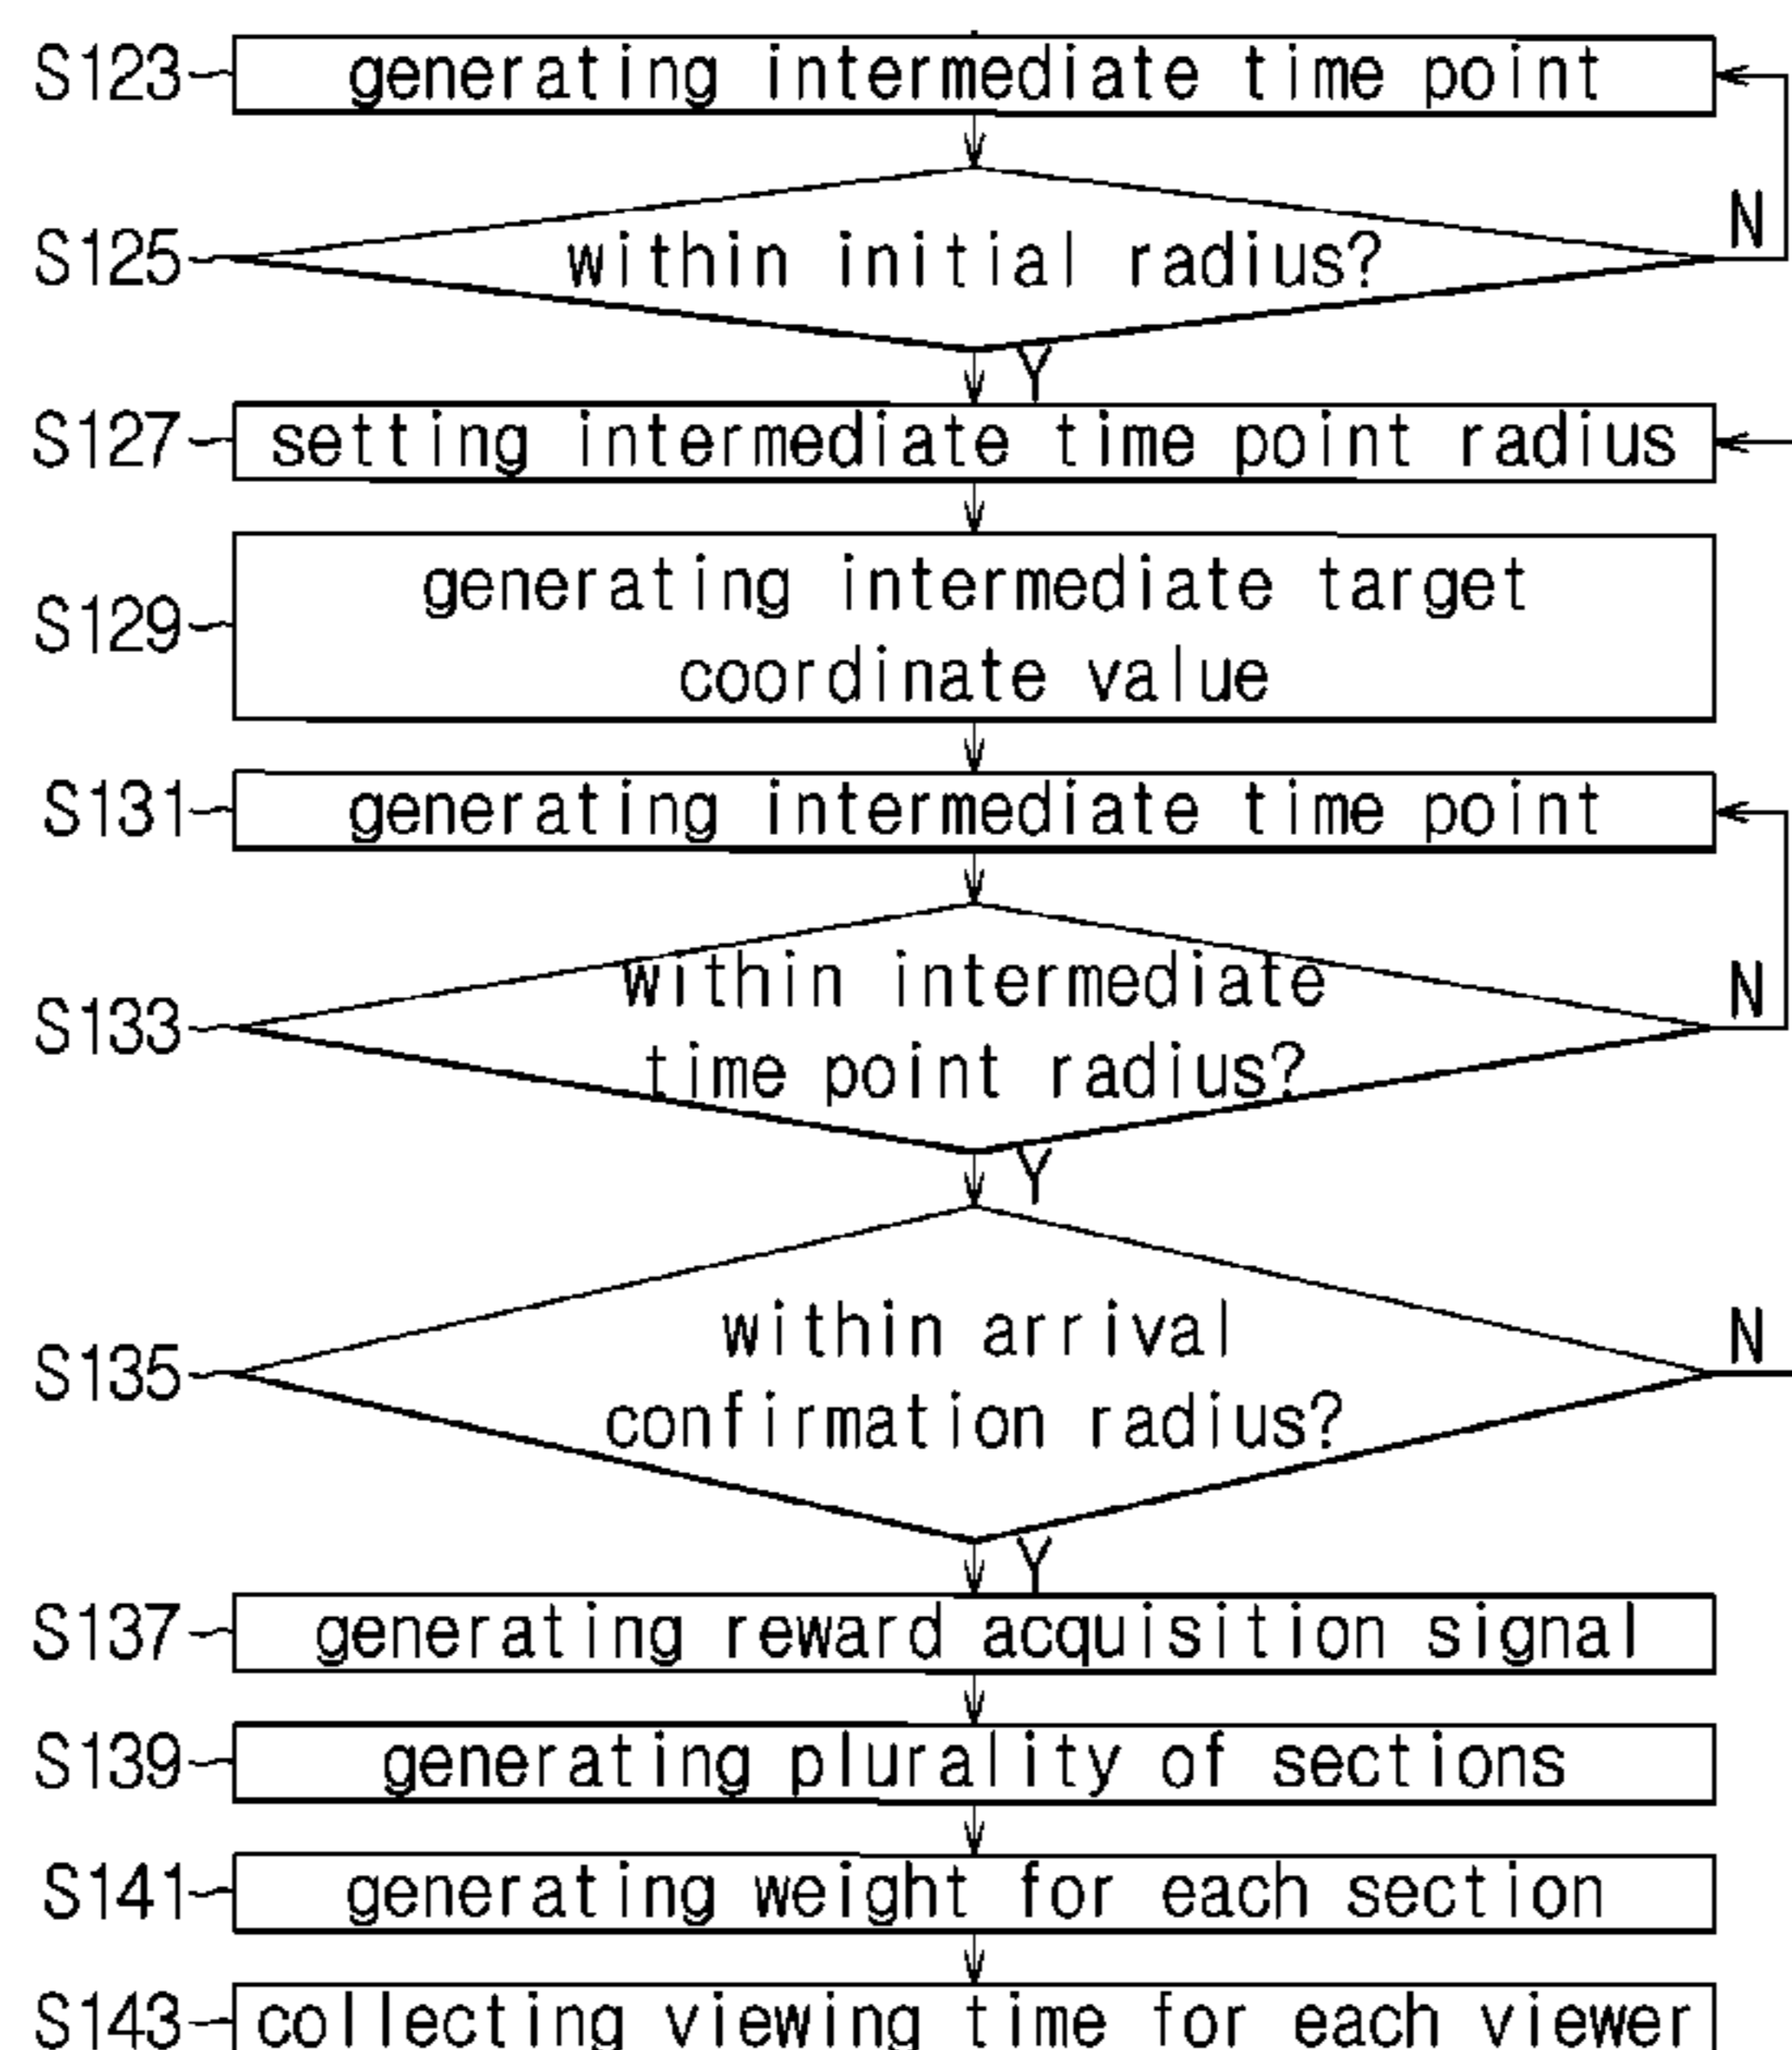 S123 generating intermediate time point
S125 within initial radius? N
Y
S127 setting intermediate time point radius
S129 generating intermediate target
coordinate value
S131 generating intermediate time point
S133 within intermediate N
time point radius?
Y
S135 within arrival N
confirmation radius?
Y
S137 generating reward acquisition signal
S139 generating plurality of sections
S141 generating weight for each section
S143 collecting viewing time for each viewer